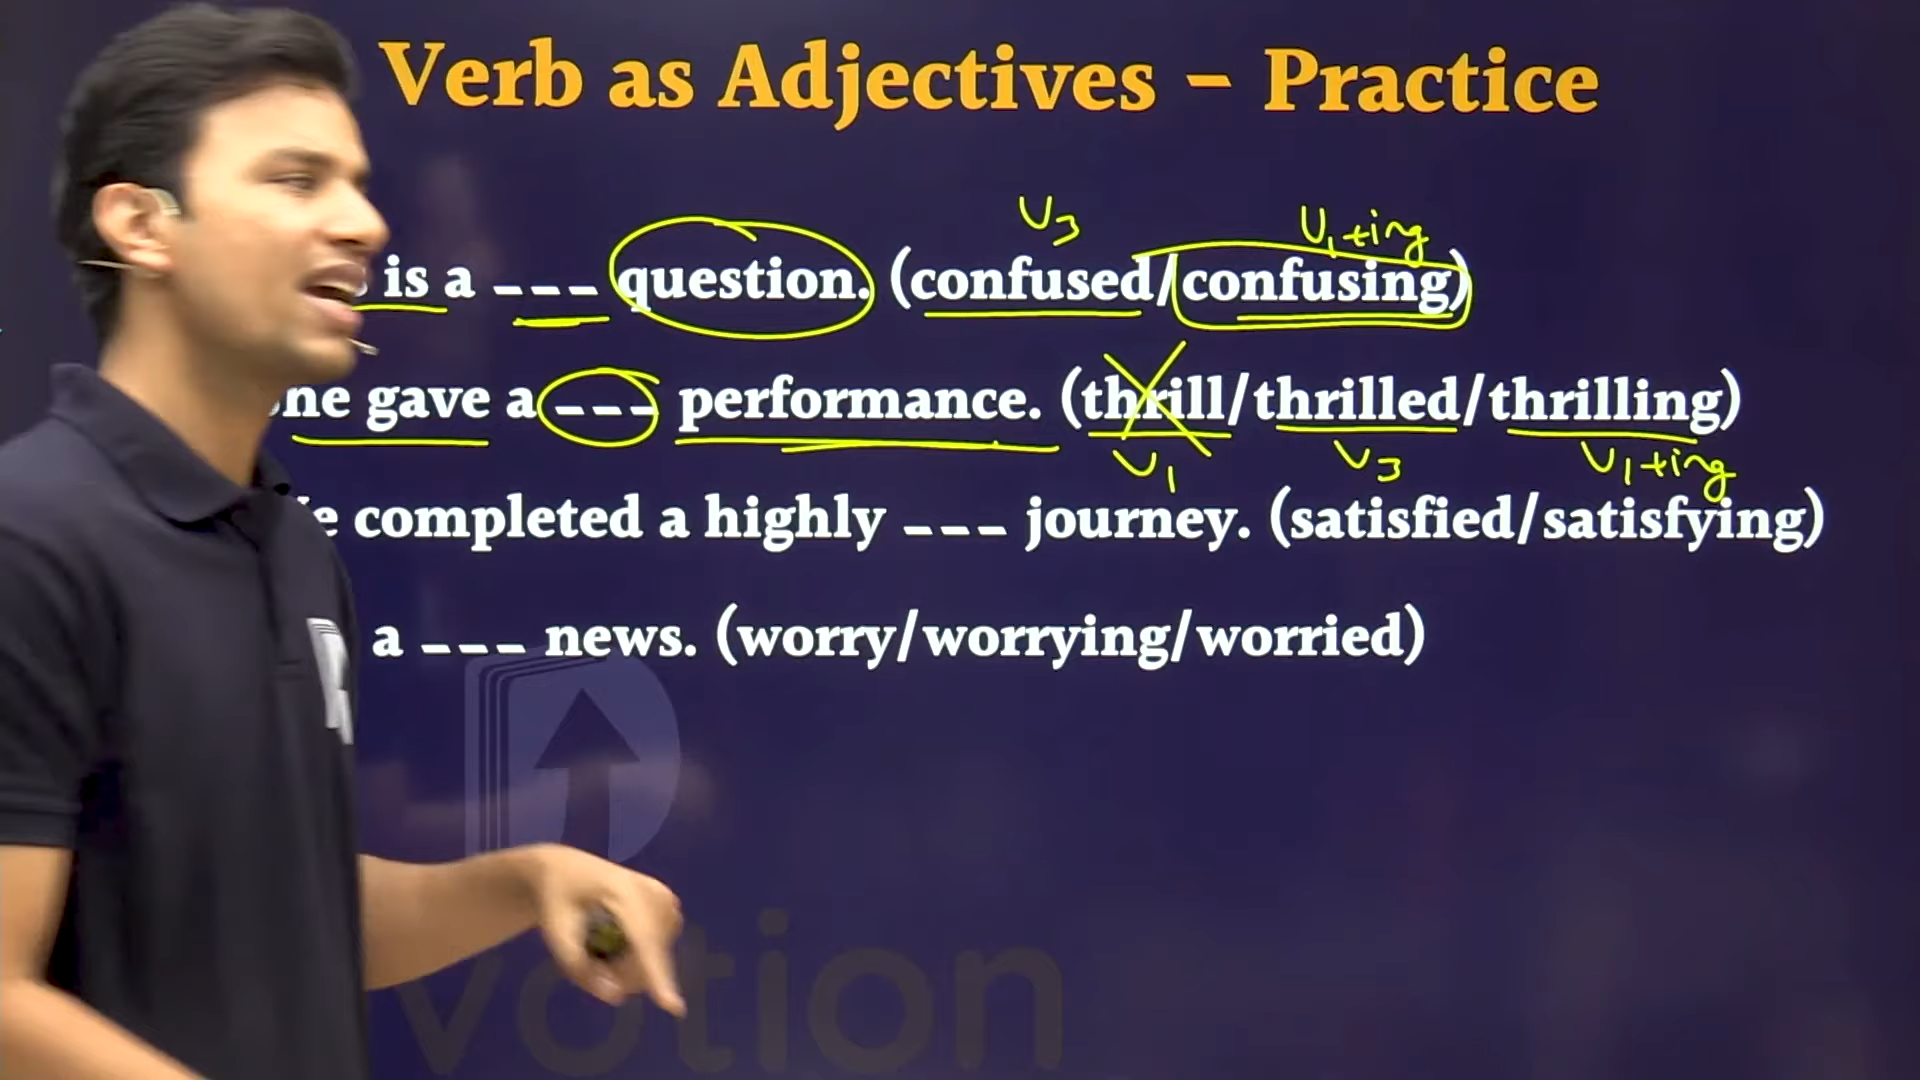 Verb as Adjectives – Practice
V3 V1+ing
is a _ _ _ question. (confused/confusing)
gave a _ _ _ performance. (thrill/thrilled/thrilling)
V1 V3 V1+ing
completed a highly _ _ _ journey. (satisfied/satisfying)
a _ _ _ news. (worry/worrying/worried)